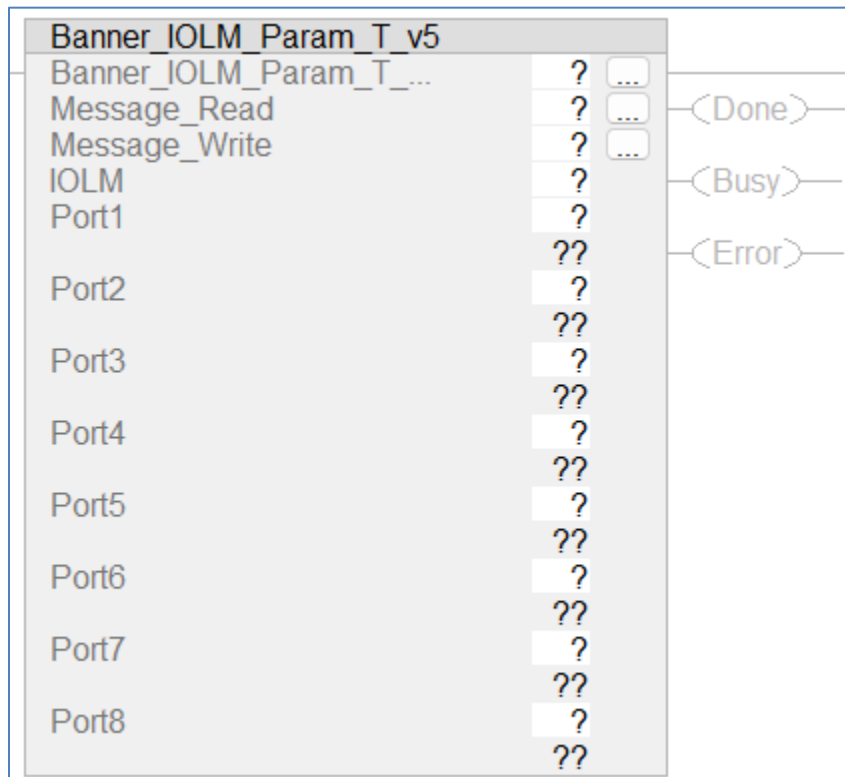 Banner_IOLM_Param_T_v5
Banner_IOLM_Param_T_... ? ...
Message_Read ? ... Done
Message_Write ? ...
IOLM ? Busy
Port1 ?
?? Error
Port2 ?
??
Port3 ?
??
Port4 ?
??
Port5 ?
??
Port6 ?
??
Port7 ?
??
Port8 ?
??